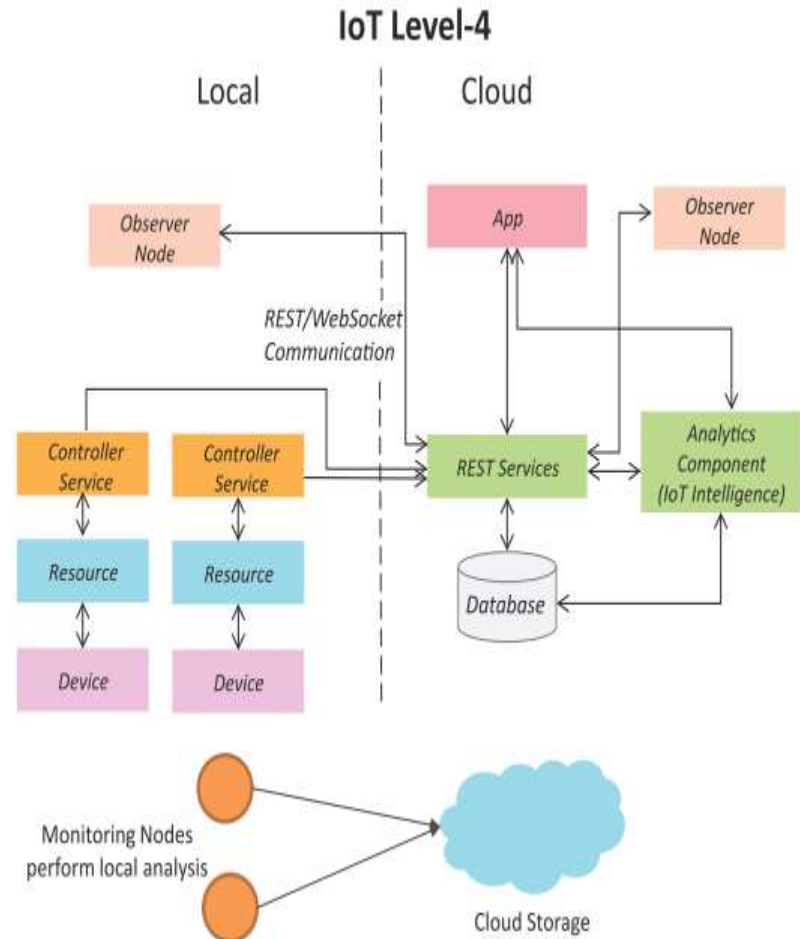 IoT Level-4
Local
Cloud
Observer
Node
App
Observer
Node
REST/WebSocket
Communication
Controller
Service
Controller
Service
REST Services
Analytics
Component
(IoT Intelligence)
Resource
Resource
Database
Device
Device
Monitoring Nodes
perform local analysis
Cloud Storage